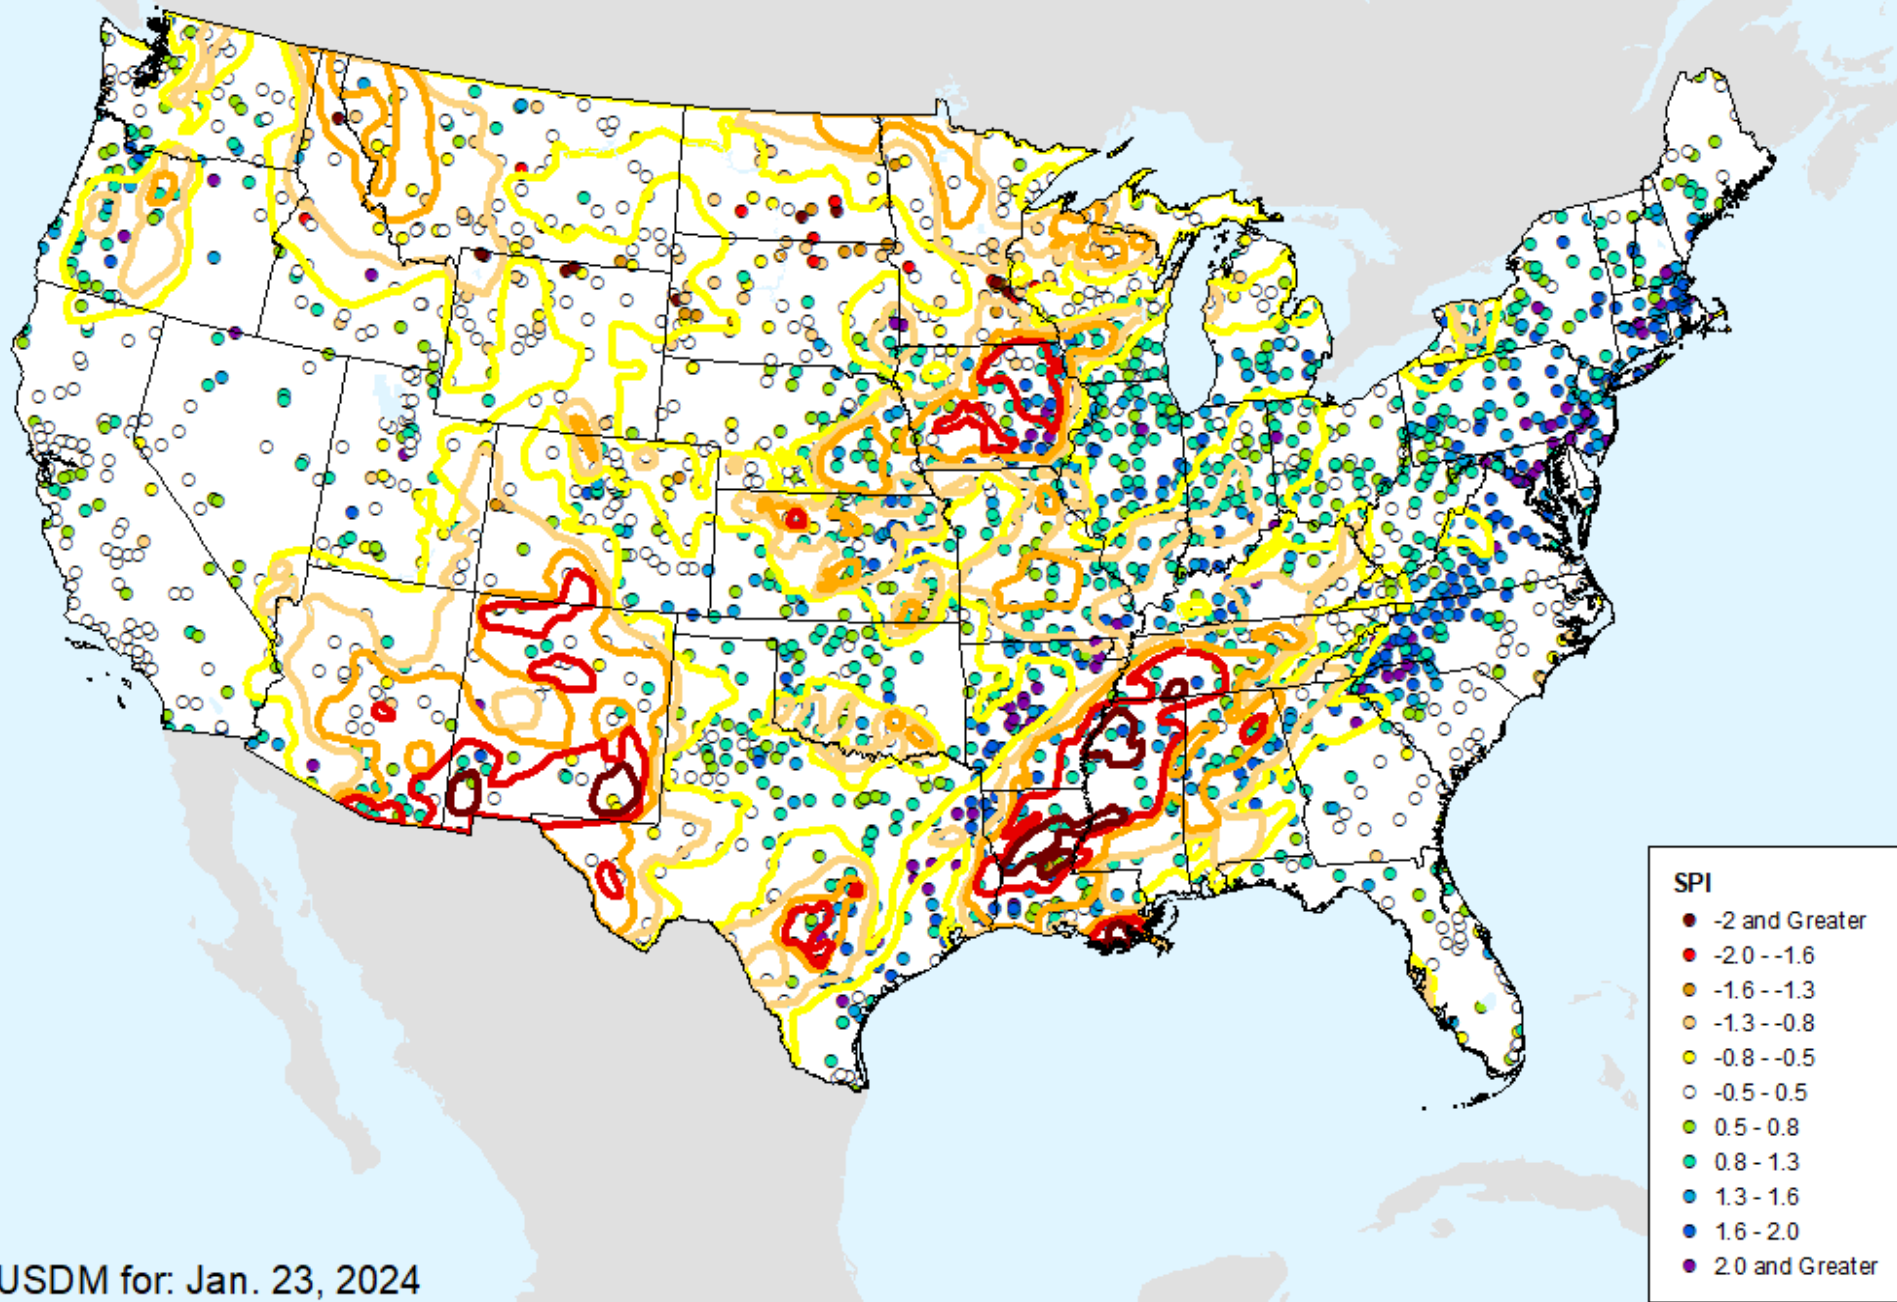 SPI
-2 and Greater
-2.0 - -1.6
-1.6 - -1.3
-1.3 - -0.8
-0.8 - -0.5
-0.5 - 0.5
0.5 - 0.8
0.8 - 1.3
1.3 - 1.6
1.6 - 2.0
2.0 and Greater
USDM for: Jan. 23, 2024